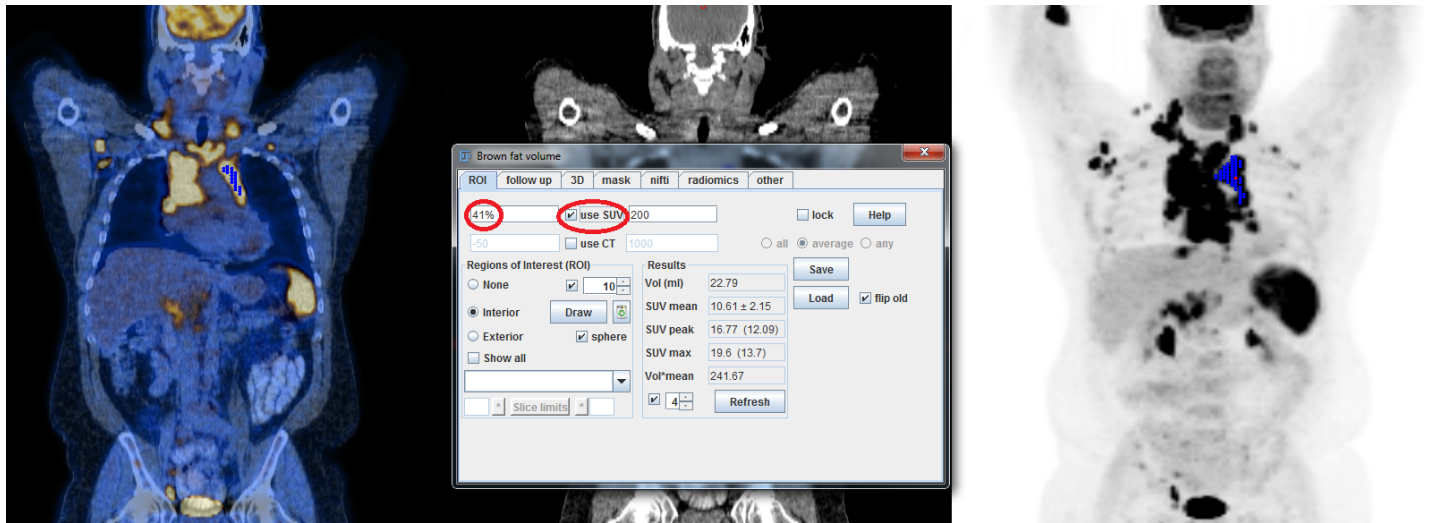 Brown fat volume
ROI follow up 3D mask nifti radiomics other
41% use SUV 200 lock Help
-50 use CT 1000 all average any
Regions of Interest (ROI) Results Save
None 10 Vol (ml) 22.79
Load flip old
Interior Draw SUV mean 10.61 ± 2.15
Exterior sphere SUV peak 16.77 (12.09)
Show all SUV max 19.6 (13.7)
Vol*mean 241.67
* Slice limits * 4 Refresh